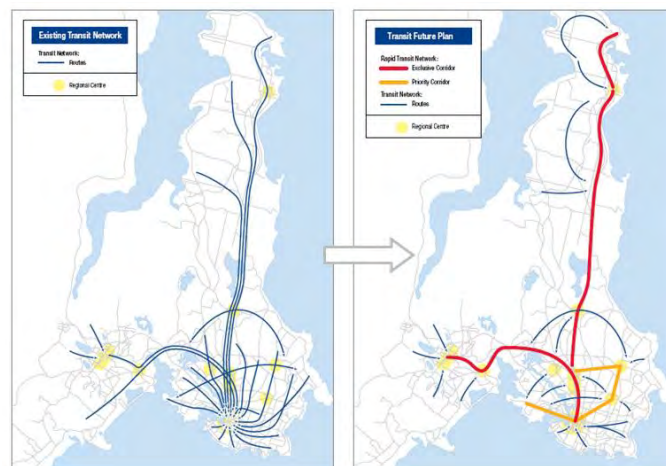 Existing Transit Network
Transit Network:
Routes
Regional Centre
Transit Future Plan
Rapid Transit Network:
Exclusive Corridor
Priority Corridor
Transit Network:
Routes
Regional Centre